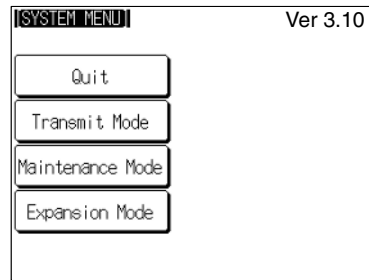 [SYSTEM MENU] Ver 3.10
Quit
Transmit Mode
Maintenance Mode
Expansion Mode